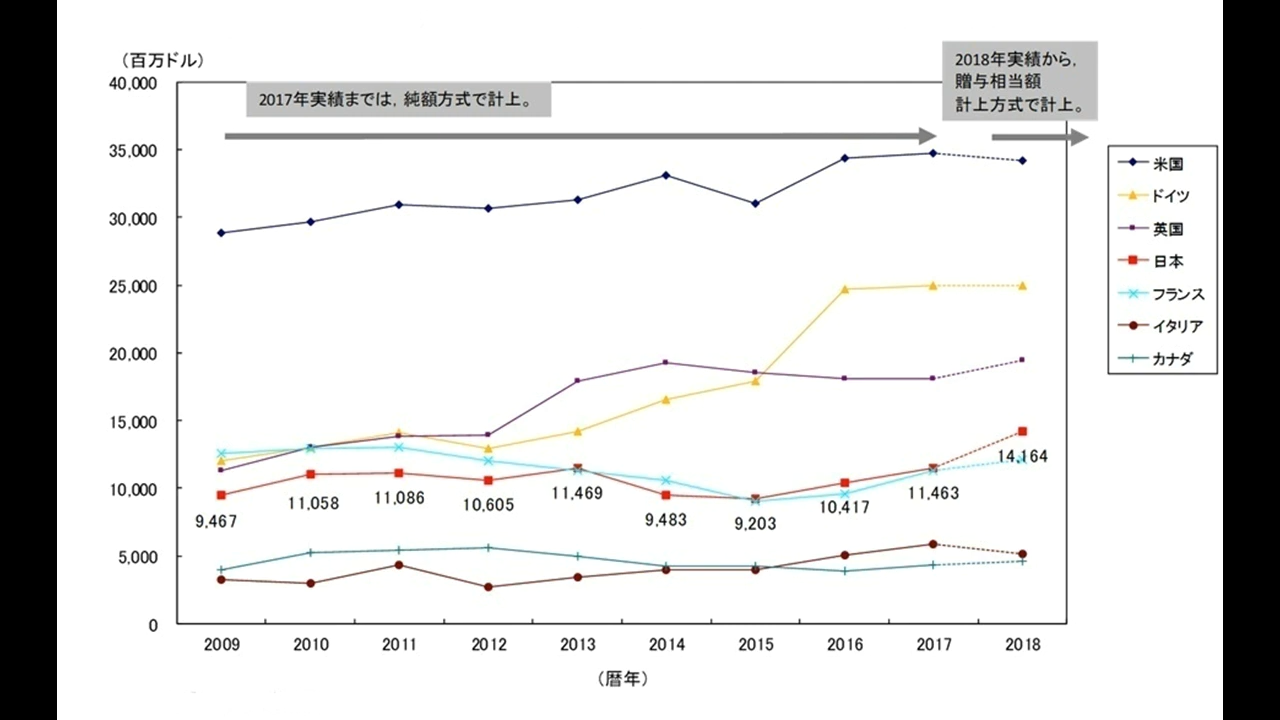 （百万ドル）
2018年実績から,
贈与相当額
計上方式で計上。
2017年実績までは, 純額方式で計上。
40,000
35,000
30,000
25,000
20,000
15,000
10,000
5,000
0
米国
ドイツ
英国
日本
フランス
イタリア
カナダ
9,467
11,058
11,086
10,605
11,469
9,483
9,203
10,417
11,463
14,164
2009 2010 2011 2012 2013 2014 2015 2016 2017 2018
（暦年）